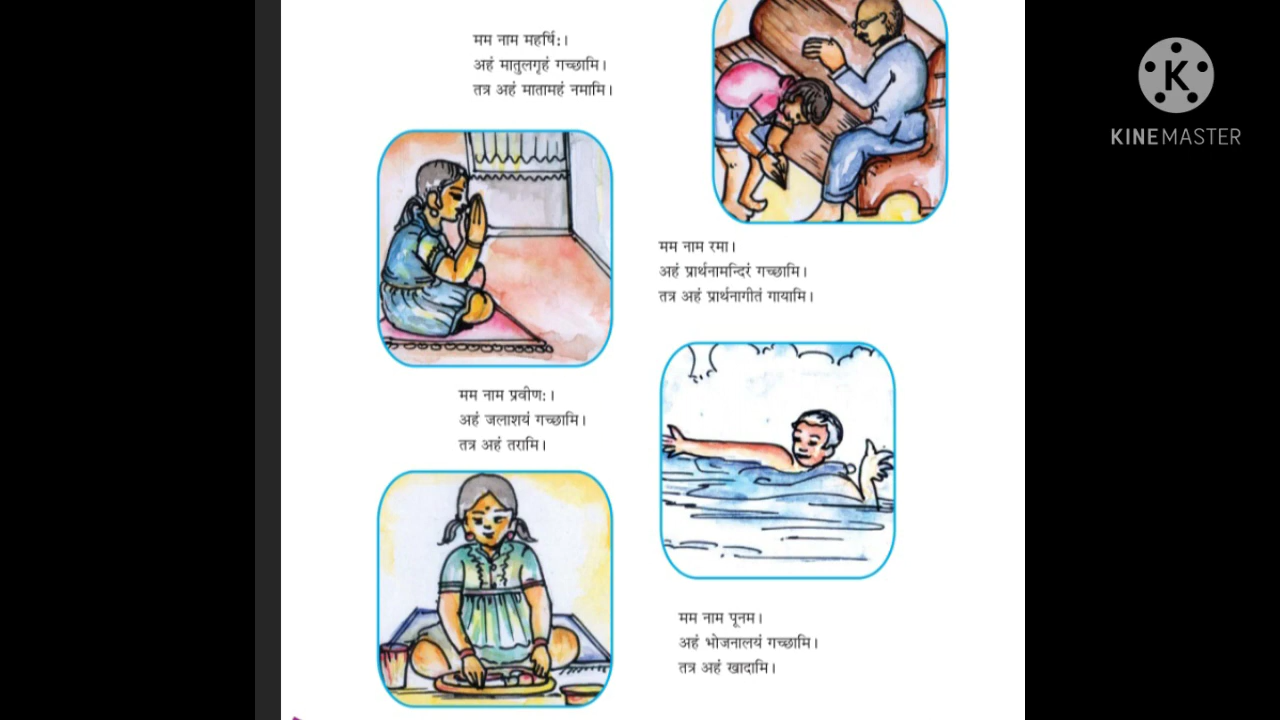 मम नाम महर्षिः।
अहं मातुलगृहं गच्छामि।
तत्र अहं मातामहं नमामि।
मम नाम रमा।
अहं प्रार्थनामन्दिरं गच्छामि।
तत्र अहं प्रार्थनागीतं गायामि।
मम नाम प्रवीणः।
अहं जलाशयं गच्छामि।
तत्र अहं तरामि।
मम नाम पूनम।
अहं भोजनालयं गच्छामि।
तत्र अहं खादामि।
K
KINEMASTER